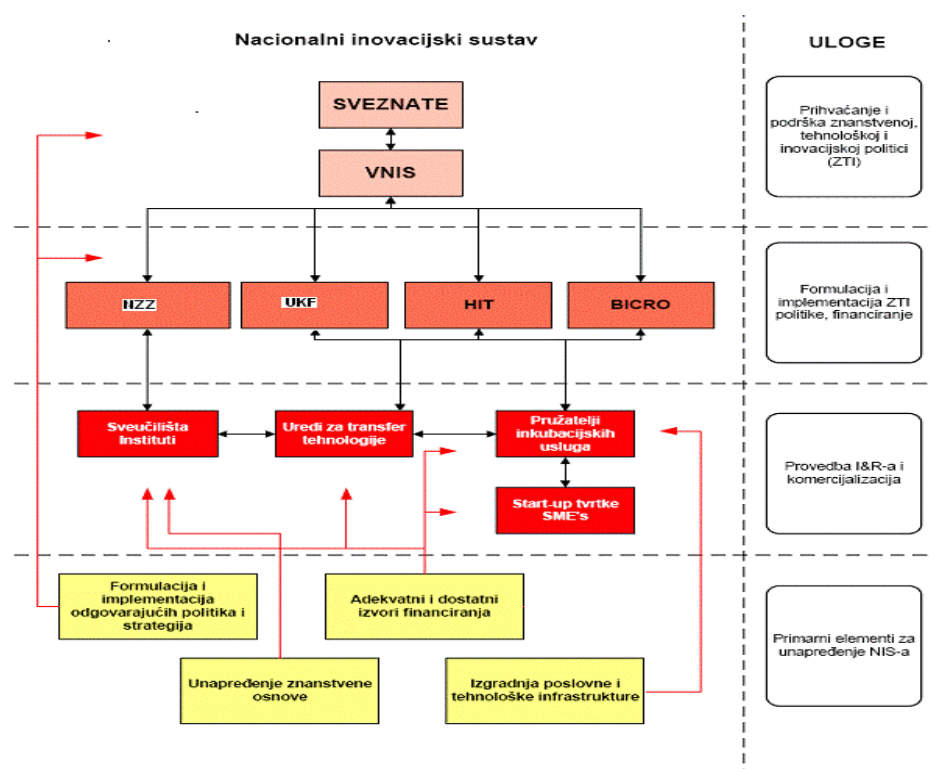 Nacionalni inovacijski sustav
ULOGE
SVEZNATE
VNIS
Prihvaćanje i
podrška znanstvenoj,
tehnološkoj i
inovacijskoj politici
(ZTI)
NZZ
UKF
HIT
BICRO
Formulacija i
implementacija ZTI
politike, financiranje
Sveučilišta
Instituti
Uredi za transfer
tehnologije
Pružatelji
inkubacijskih
usluga
Start-up tvrtke
SME's
Provedba I&R-a i
komercijalizacija
Formulacija i
implementacija
odgovarajućih politika i
strategija
Adekvatni i dostatni
izvori financiranja
Unapređenje znanstvene
osnove
Izgradnja poslovne i
tehnološke infrastrukture
Primarni elementi za
unapređenje NIS-a